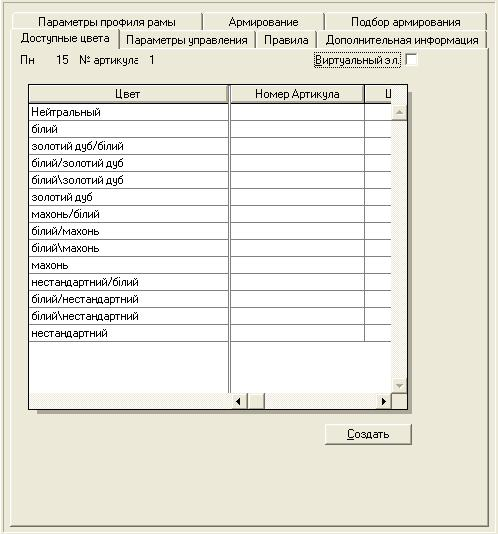 Параметры профиля рамы Армирование Подбор армирования
Доступные цвета Параметры управления Правила Дополнительная информация
Пн 15 № артикула 1 Виртуальный эл.
Цвет Номер Артикула Ц
Нейтральный
білий
золотий дуб/білий
білий/золотий дуб
білий\золотий дуб
золотий дуб
махонь/білий
білий/махонь
білий\махонь
махонь
нестандартний/білий
білий/нестандартний
білий\нестандартний
нестандартний
Создать